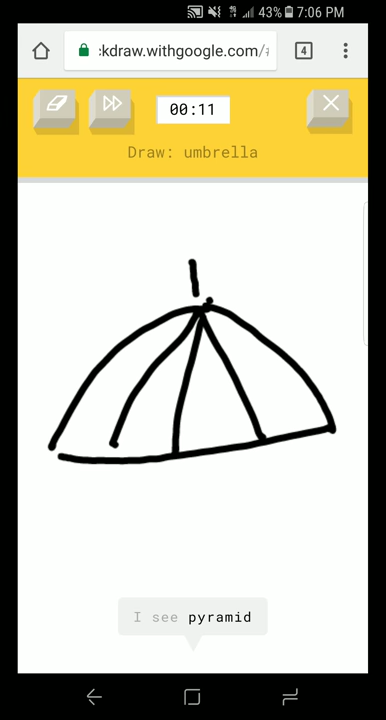 43% 7:06 PM
kdraw.withgoogle.com/
4
00:11
Draw: umbrella
I see pyramid